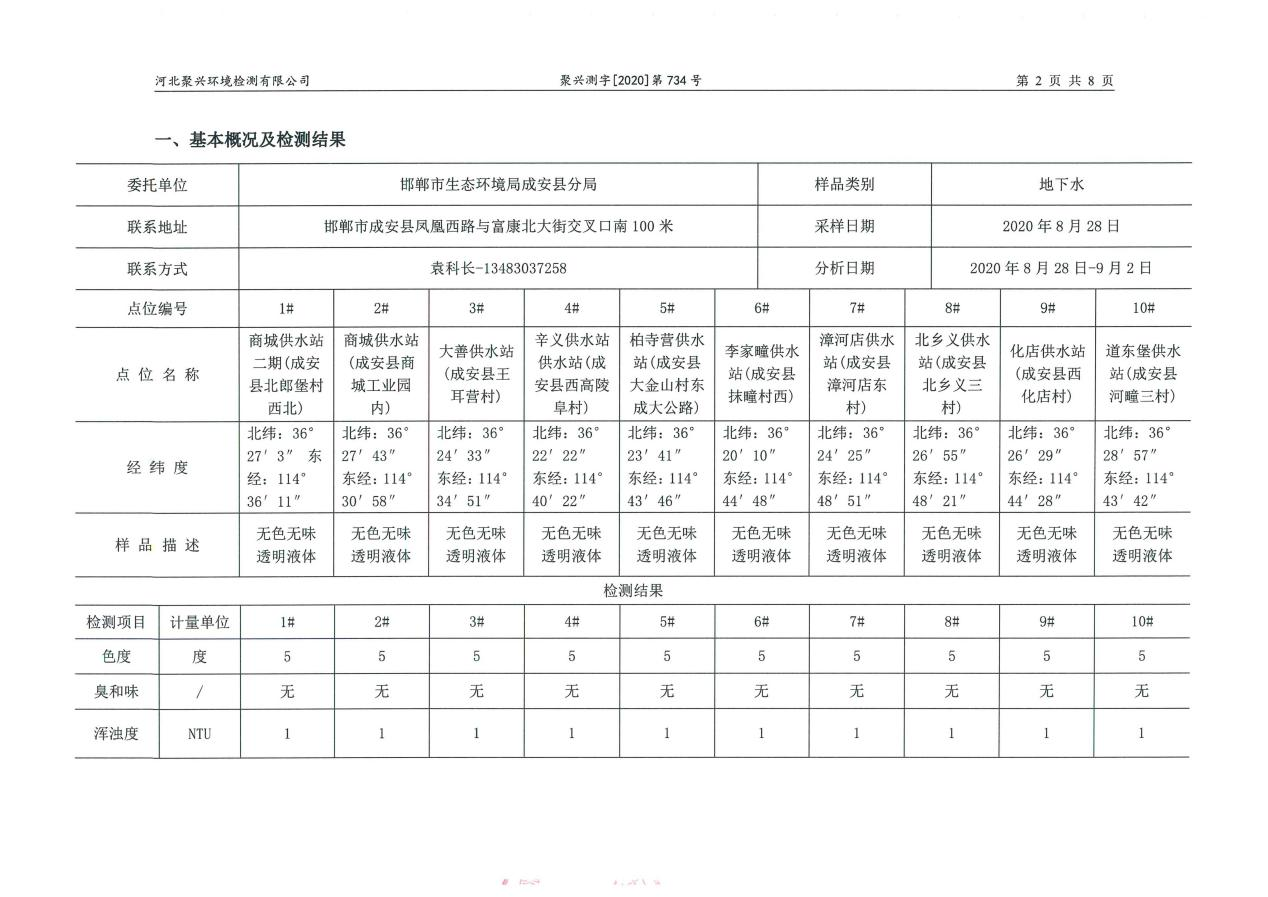 河北聚兴环境检测有限公司 聚兴测字[2020]第 734 号 第 2 页 共 8 页
一、基本概况及检测结果
委托单位 邯郸市生态环境局成安县分局 样品类别 地下水
联系地址 邯郸市成安县凤凰西路与富康北大街交叉口南 100 米 采样日期 2020 年 8 月 28 日
联系方式 袁科长-13483037258 分析日期 2020 年 8 月 28 日-9 月 2 日
点位编号 1# 2# 3# 4# 5# 6# 7# 8# 9# 10#
点 位 名 称
商城供水站
二期(成安
县北郎堡村
西北)
商城供水站
(成安县商
城工业园
内)
大善供水站
(成安县王
耳营村)
辛义供水站
供水站(成
安县西高陵
阜村)
柏寺营供水
站(成安县
大金山村东
成大公路)
李家疃供水
站(成安县
抹疃村西)
漳河店供水
站(成安县
漳河店东
村)
北乡义供水
站(成安县
北乡义三
村)
化店供水站
(成安县西
化店村)
道东堡供水
站(成安县
河疃三村)
经 纬 度
北纬: 36°
27′3″ 东
经: 114°
36′11″
北纬: 36°
27′43″
东经: 114°
30′58″
北纬: 36°
24′33″
东经: 114°
34′51″
北纬: 36°
22′22″
东经: 114°
40′22″
北纬: 36°
23′41″
东经: 114°
43′46″
北纬: 36°
20′10″
东经: 114°
44′48″
北纬: 36°
24′25″
东经: 114°
48′51″
北纬: 36°
26′55″
东经: 114°
48′21″
北纬: 36°
26′29″
东经: 114°
44′28″
北纬: 36°
28′57″
东经: 114°
43′42″
样 品 描 述
无色无味 无色无味 无色无味 无色无味 无色无味 无色无味 无色无味 无色无味 无色无味 无色无味
透明液体 透明液体 透明液体 透明液体 透明液体 透明液体 透明液体 透明液体 透明液体 透明液体
检测结果
检测项目 计量单位 1# 2# 3# 4# 5# 6# 7# 8# 9# 10#
色度 度 5 5 5 5 5 5 5 5 5 5
臭和味 / 无 无 无 无 无 无 无 无 无 无
浑浊度 NTU 1 1 1 1 1 1 1 1 1 1